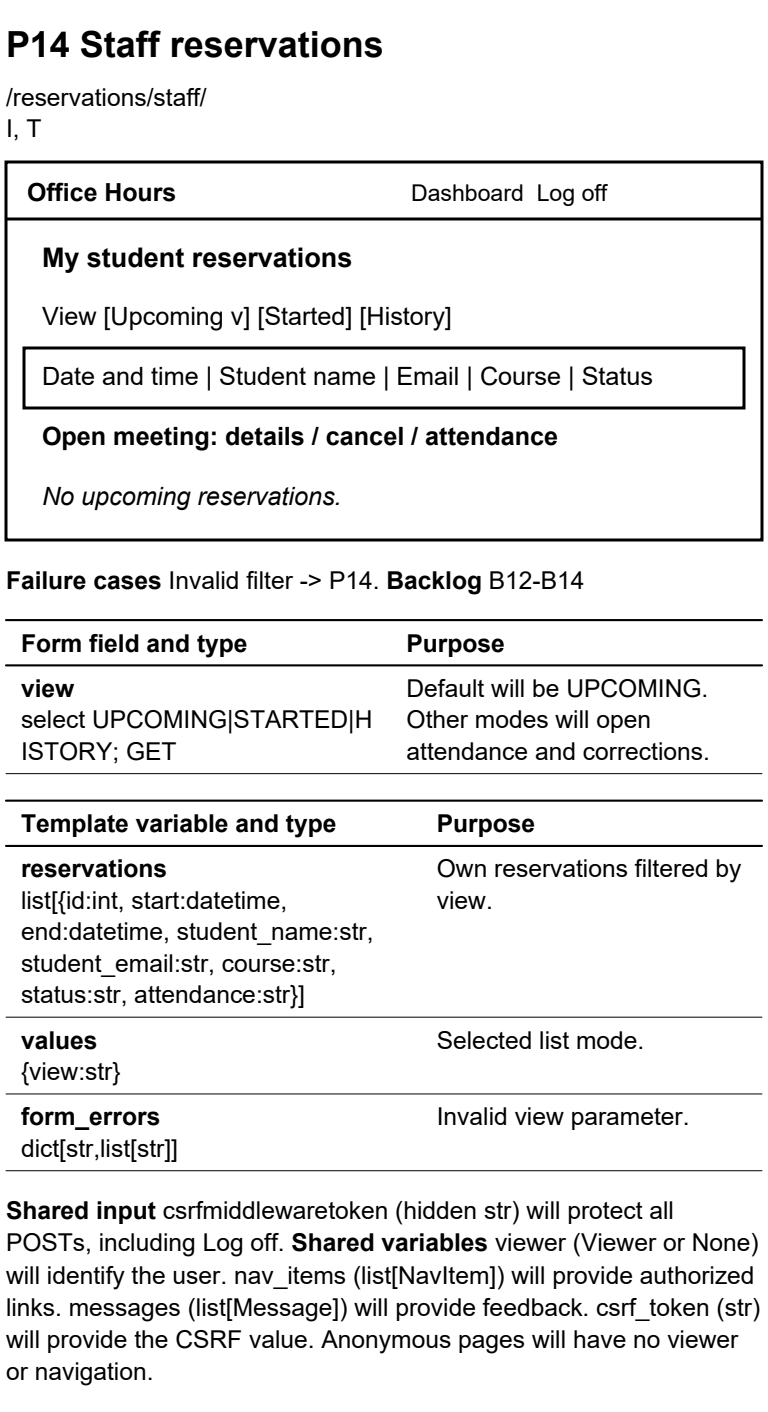 P14 Staff reservations
/reservations/staff/
I, T
Office Hours Dashboard Log off
My student reservations
View [Upcoming v] [Started] [History]
Date and time | Student name | Email | Course | Status
Open meeting: details / cancel / attendance
No upcoming reservations.
Failure cases Invalid filter -> P14. Backlog B12-B14
Form field and type Purpose
view Default will be UPCOMING.
select UPCOMING|STARTED|H Other modes will open
ISTORY; GET attendance and corrections.
Template variable and type Purpose
reservations Own reservations filtered by
list[{id:int, start:datetime, view.
end:datetime, student_name:str,
student_email:str, course:str,
status:str, attendance:str}]
values Selected list mode.
{view:str}
form_errors Invalid view parameter.
dict[str,list[str]]
Shared input csrfmiddlewaretoken (hidden str) will protect all
POSTs, including Log off. Shared variables viewer (Viewer or None)
will identify the user. nav_items (list[NavItem]) will provide authorized
links. messages (list[Message]) will provide feedback. csrf_token (str)
will provide the CSRF value. Anonymous pages will have no viewer
or navigation.